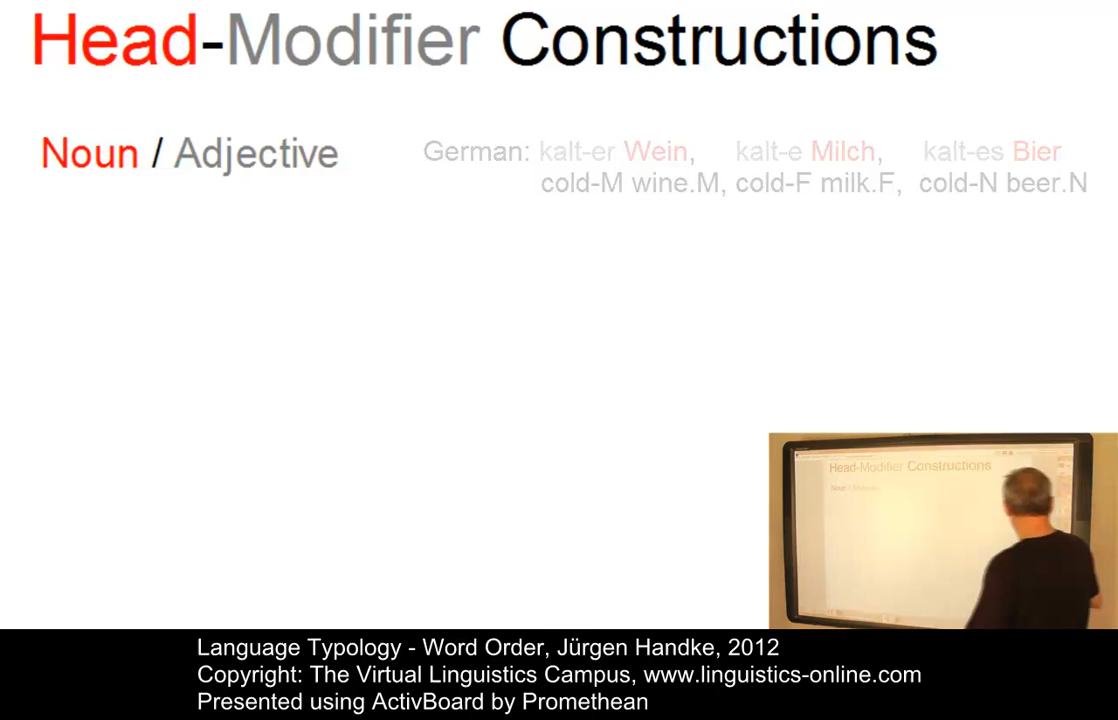 Head-Modifier Constructions
Noun / Adjective
German: kalt-er Wein, kalt-e Milch, kalt-es Bier
cold-M wine.M, cold-F milk.F, cold-N beer.N
Head-Modifier Constructions
Language Typology - Word Order, Jürgen Handke, 2012
Copyright: The Virtual Linguistics Campus, www.linguistics-online.com
Presented using ActivBoard by Promethean